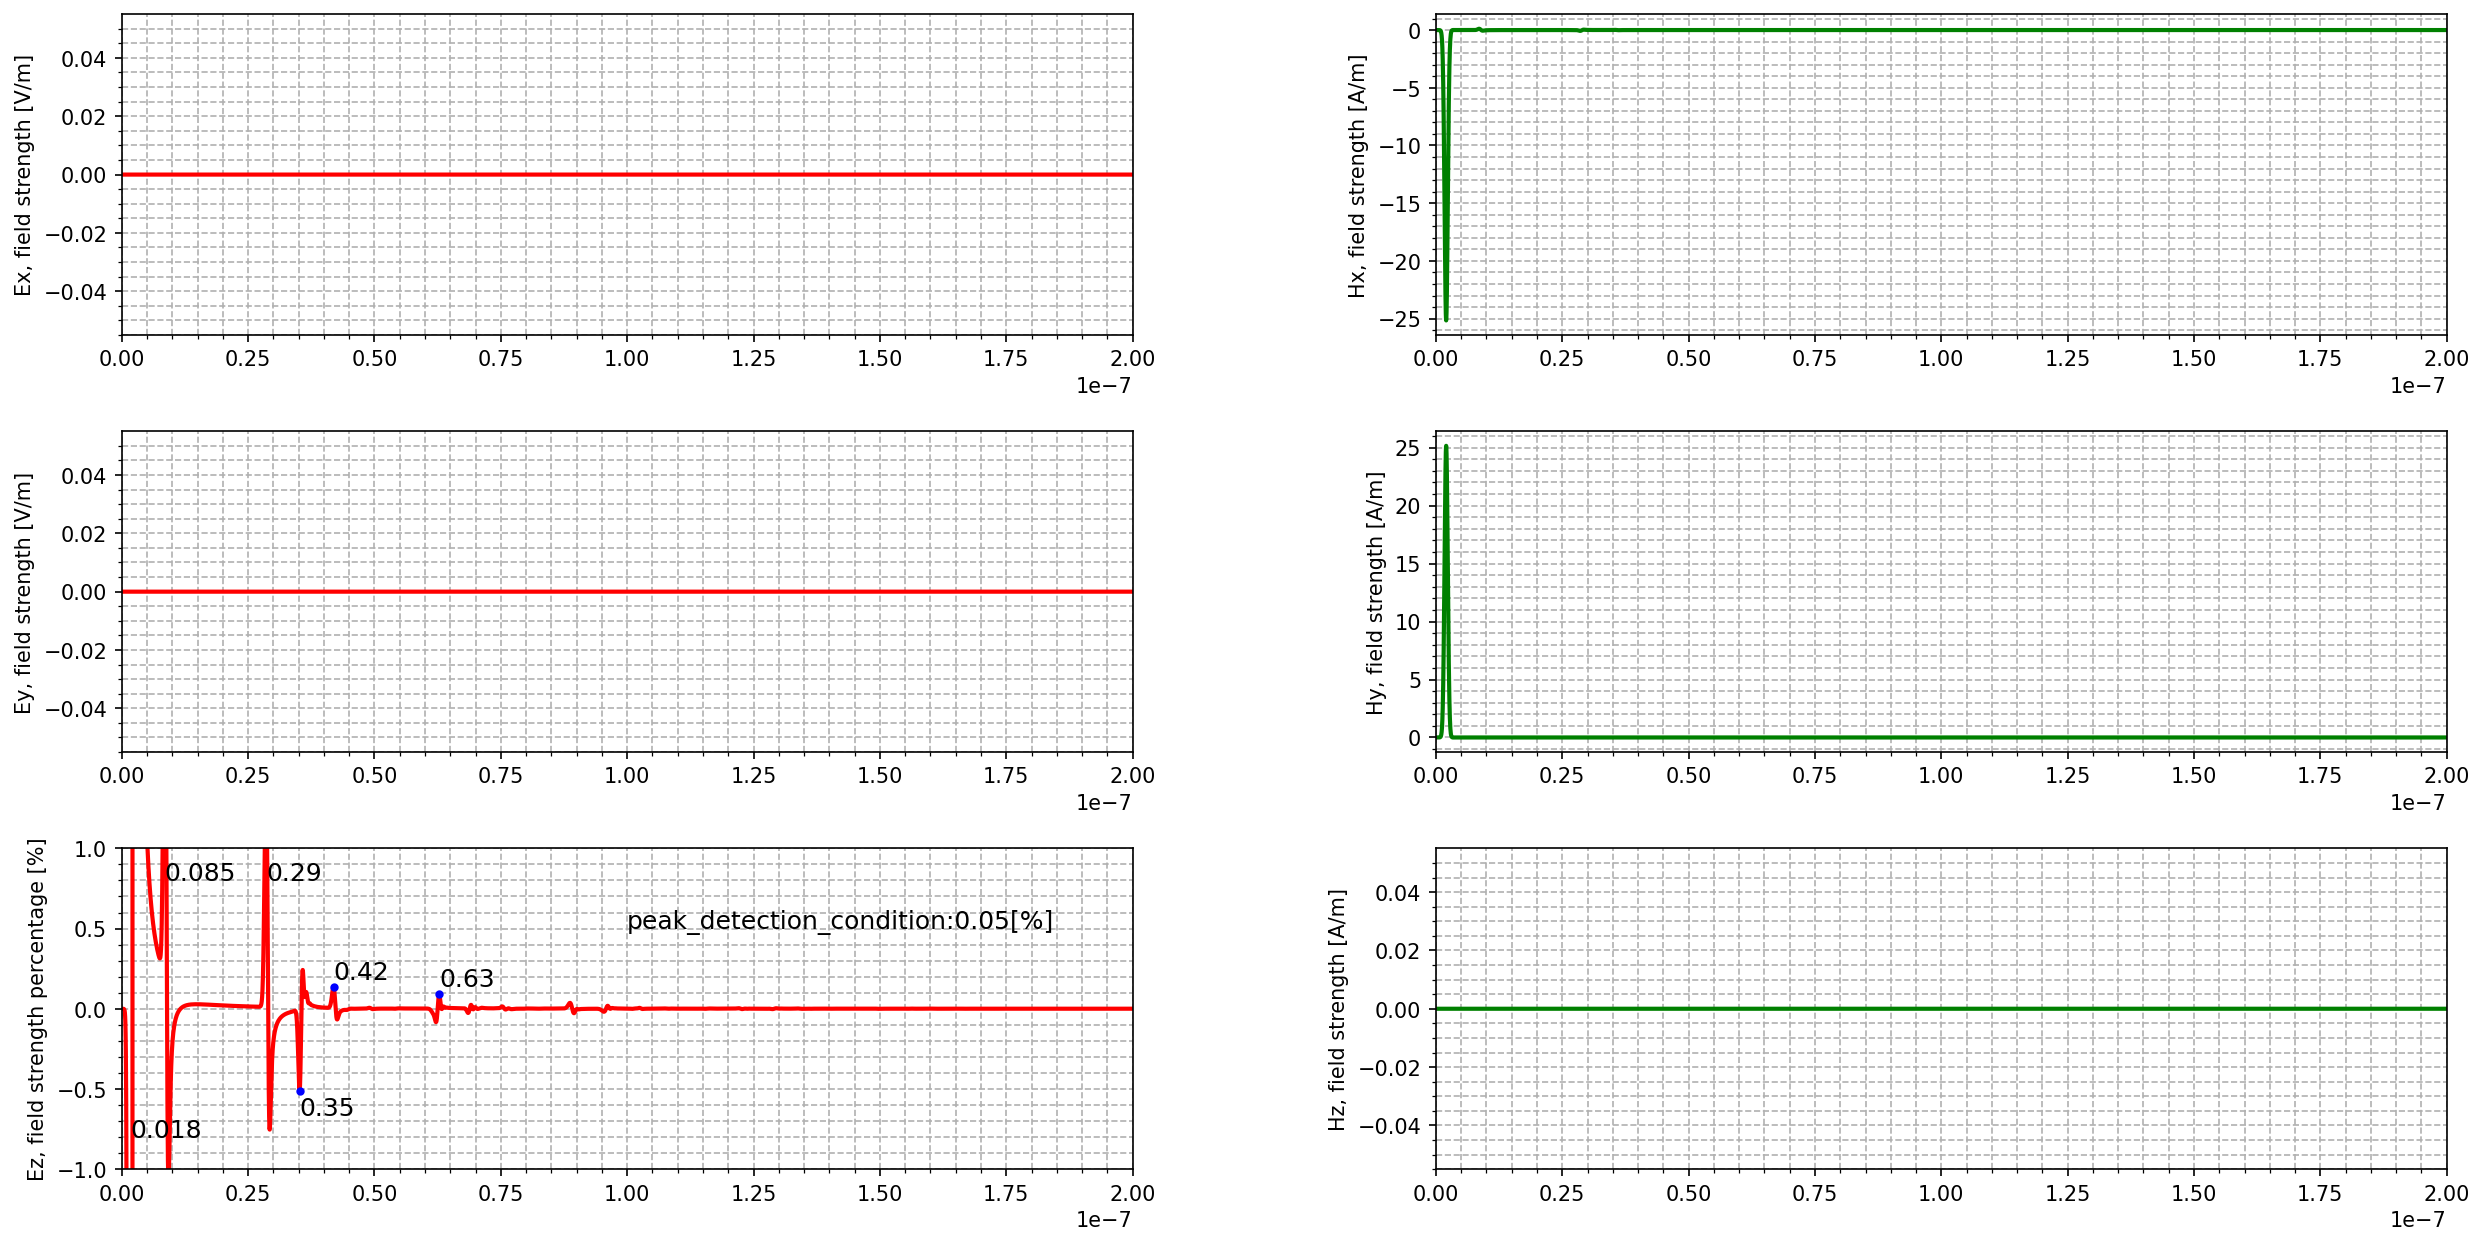 Ex, field strength [V/m]
0.04
0.02
0.00
−0.02
−0.04
0.00 0.25 0.50 0.75 1.00 1.25 1.50 1.75 2.00
1e−7
Hx, field strength [A/m]
0
−5
−10
−15
−20
−25
0.00 0.25 0.50 0.75 1.00 1.25 1.50 1.75 2.00
1e−7
Ey, field strength [V/m]
0.04
0.02
0.00
−0.02
−0.04
0.00 0.25 0.50 0.75 1.00 1.25 1.50 1.75 2.00
1e−7
Hy, field strength [A/m]
25
20
15
10
5
0
0.00 0.25 0.50 0.75 1.00 1.25 1.50 1.75 2.00
1e−7
Ez, field strength percentage [%]
1.0
0.5
0.0
−0.5
−1.0
0.085
0.29
peak_detection_condition:0.05[%]
0.42
0.63
0.35
0.018
0.00 0.25 0.50 0.75 1.00 1.25 1.50 1.75 2.00
1e−7
Hz, field strength [A/m]
0.04
0.02
0.00
−0.02
−0.04
0.00 0.25 0.50 0.75 1.00 1.25 1.50 1.75 2.00
1e−7